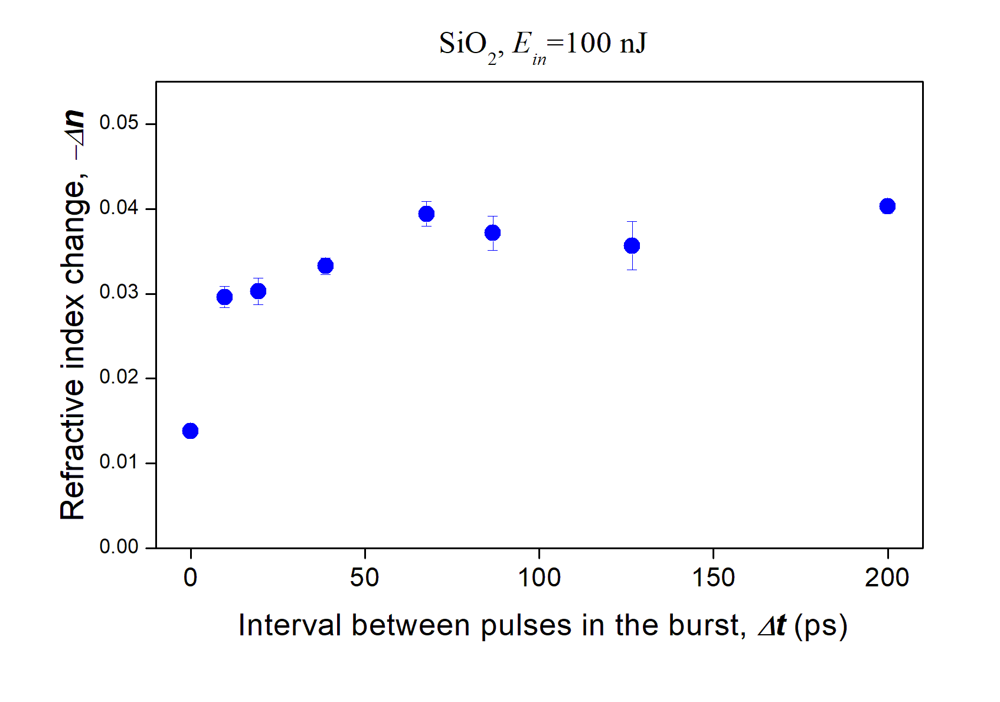 SiO₂, E_in=100 nJ
Refractive index change, −Δn
0.05
0.04
0.03
0.02
0.01
0.00
0 50 100 150 200
Interval between pulses in the burst, Δt (ps)